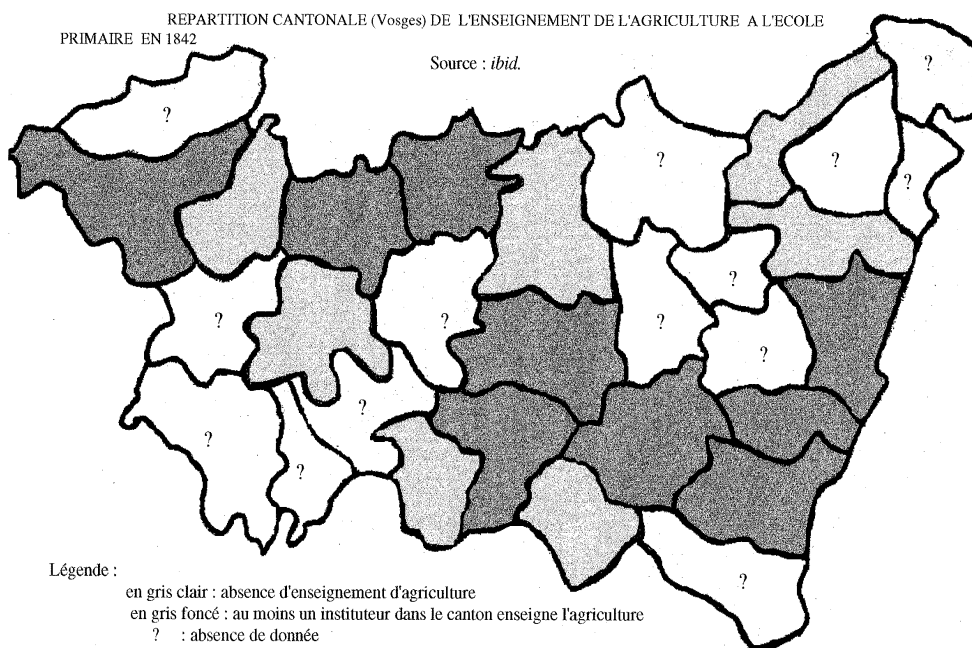 REPARTITION CANTONALE (Vosges) DE L'ENSEIGNEMENT DE L'AGRICULTURE A L'ECOLE
PRIMAIRE EN 1842
Source : ibid.
?
?
?
?
?
?
?
?
?
?
?
?
?
?
Légende :
en gris clair : absence d'enseignement d'agriculture
en gris foncé : au moins un instituteur dans le canton enseigne l'agriculture
? : absence de donnée